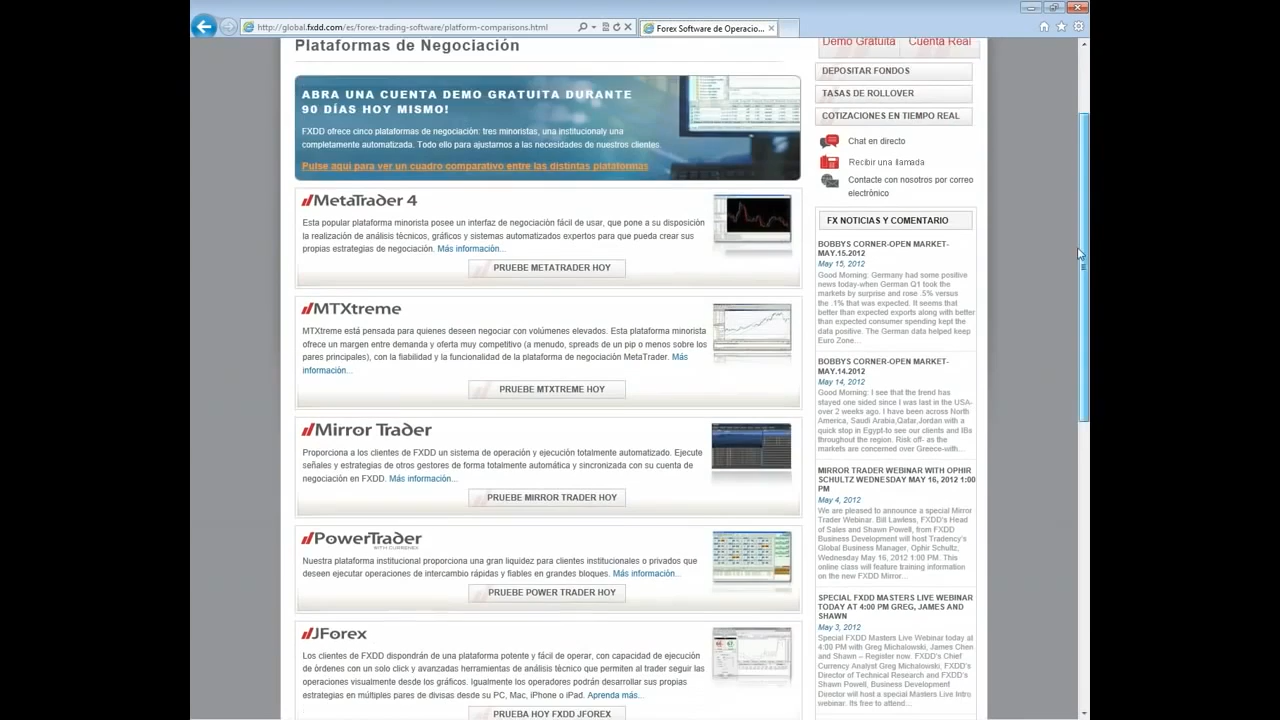 http://global.fxdd.com/es/forex-trading-software/platform-comparisons.html
Forex Software de Operacio...
Plataformas de Negociación
ABRA UNA CUENTA DEMO GRATUITA DURANTE
90 DÍAS HOY MISMO!
FXDD ofrece cinco plataformas de negociación: tres minoristas, una institucionaly una
completamente automatizada. Todo ello para ajustarnos a las necesidades de nuestros clientes.
Pulse aquí para ver un cuadro comparativo entre las distintas plataformas
MetaTrader 4
Esta popular plataforma minorista posee un interfaz de negociación fácil de usar, que pone a su disposición
la realización de análisis técnicos, gráficos y sistemas automatizados expertos para que pueda crear sus
propias estrategias de negociación. Más información...
PRUEBE METATRADER HOY
MTXtreme
MTXtreme está pensada para quienes deseen negociar con volúmenes elevados. Esta plataforma minorista
ofrece un margen entre demanda y oferta muy competitivo (a menudo, spreads de un pip o menos sobre los
pares principales), con la fiabilidad y la funcionalidad de la plataforma de negociación MetaTrader. Más
información...
PRUEBE MTXTREME HOY
Mirror Trader
Proporciona a los clientes de FXDD un sistema de operación y ejecución totalmente automatizado. Ejecute
señales y estrategias de otros gestores de forma totalmente automática y sincronizada con su cuenta de
negociación en FXDD. Más información...
PRUEBE MIRROR TRADER HOY
PowerTrader
WITH CURRENEX
Nuestra plataforma institucional proporciona una gran liquidez para clientes institucionales o privados que
deseen ejecutar operaciones de intercambio rápidas y fiables en grandes bloques. Más información...
PRUEBE POWER TRADER HOY
JForex
Los clientes de FXDD dispondrán de una plataforma potente y fácil de operar, con capacidad de ejecución
de órdenes con un solo click y avanzadas herramientas de análisis técnico que permiten al trader seguir las
operaciones visualmente desde los gráficos. Igualmente los operadores podrán desarrollar sus propias
estrategias en múltiples pares de divisas desde su PC, Mac, iPhone o iPad. Aprenda más...
PRUEBA HOY FXDD JFOREX
Demo Gratuita
Cuenta Real
DEPOSITAR FONDOS
TASAS DE ROLLOVER
COTIZACIONES EN TIEMPO REAL
Chat en directo
Recibir una llamada
Contacte con nosotros por correo
electrónico
FX NOTICIAS Y COMENTARIO
BOBBYS CORNER-OPEN MARKET-
MAY.15.2012
May 15, 2012
Good Morning: Germany had some positive
news today-when German Q1 took the
markets by surprise and rose .5% versus
the .1% that was expected. It seems that
better than expected exports along with better
than expected consumer spending kept the
data positive. The German data helped keep
Euro Zone...
BOBBYS CORNER-OPEN MARKET-
MAY.14.2012
May 14, 2012
Good Morning: I see that the trend has
stayed one sided since I was last in the USA-
over 2 weeks ago. I have been across North
America, Saudi Arabia,Qatar,Jordan with a
quick stop in Egypt-to see our clients and IBs
throughout the region. Risk off- as the
markets are concerned over Greece-with...
MIRROR TRADER WEBINAR WITH OPHIR
SCHULTZ WEDNESDAY MAY 16, 2012 1:00
PM
May 4, 2012
We are pleased to announce a special Mirror
Trader Webinar. Bill Lawless, FXDD's Head
of Sales and Shawn Powell, from FXDD
Business Development will host Tradency's
Global Business Manager, Ophir Schultz,
Wednesday May 16, 2012 1:00 PM. This
online class will feature training information
on the new FXDD Mirror...
SPECIAL FXDD MASTERS LIVE WEBINAR
TODAY AT 4:00 PM GREG, JAMES AND
SHAWN
May 3, 2012
Special FXDD Masters Live Webinar today at
4:00 PM with Greg Michalowski, James Chen
and Shawn – Register now. FXDD's Chief
Currency Analyst Greg Michalowski, FXDD's
Director of Technical Research and FXDD's
Shawn Powell, Business Development
Director will host a special Masters Live Intro
webinar. Its free to attend...